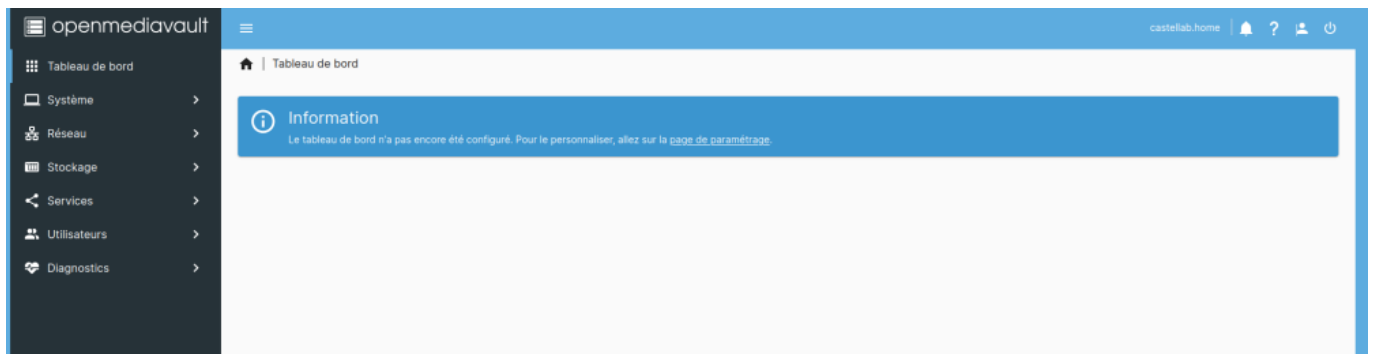 openmediavault
castellab.home
?
Tableau de bord
Tableau de bord
Système
Réseau
Stockage
Services
Utilisateurs
Diagnostics
Information
Le tableau de bord n'a pas encore été configuré. Pour le personnaliser, allez sur la page de paramétrage.